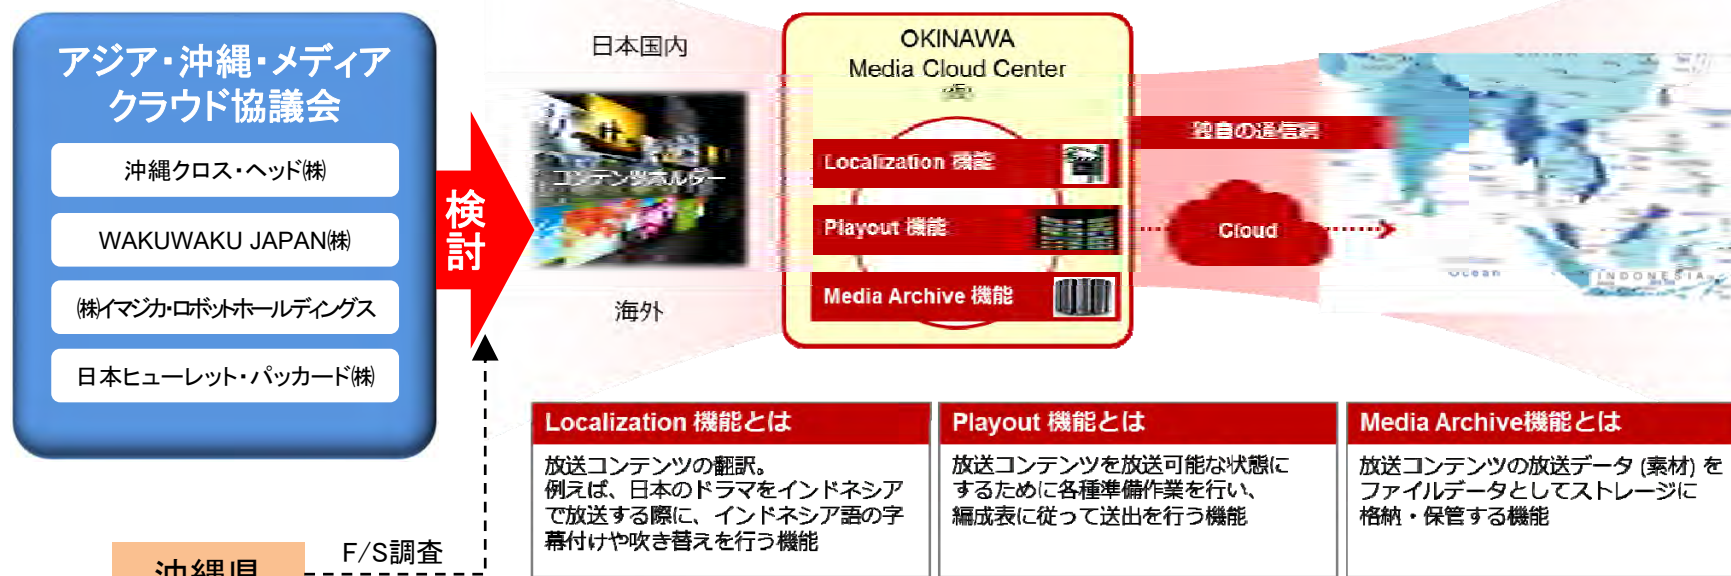 アジア・沖縄・メディア
クラウド協議会
沖縄クロス・ヘッド㈱
WAKUWAKU JAPAN㈱
㈱イマジカ・ロボットホールディングス
日本ヒューレット・パッカード㈱
検討
沖縄県
F/S調査
日本国内
コンテンツホルダー
海外
OKINAWA
Media Cloud Center
(仮)
Localization 機能
Playout 機能
Media Archive 機能
独自の通信網
Cloud
Ocean
INDONESIA
Localization 機能とは
放送コンテンツの翻訳。
例えば、日本のドラマをインドネシア
で放送する際に、インドネシア語の字
幕付けや吹き替えを行う機能
Playout 機能とは
放送コンテンツを放送可能な状態に
するために各種準備作業を行い、
編成表に従って送出を行う機能
Media Archive機能とは
放送コンテンツの放送データ (素材) を
ファイルデータとしてストレージに
格納・保管する機能